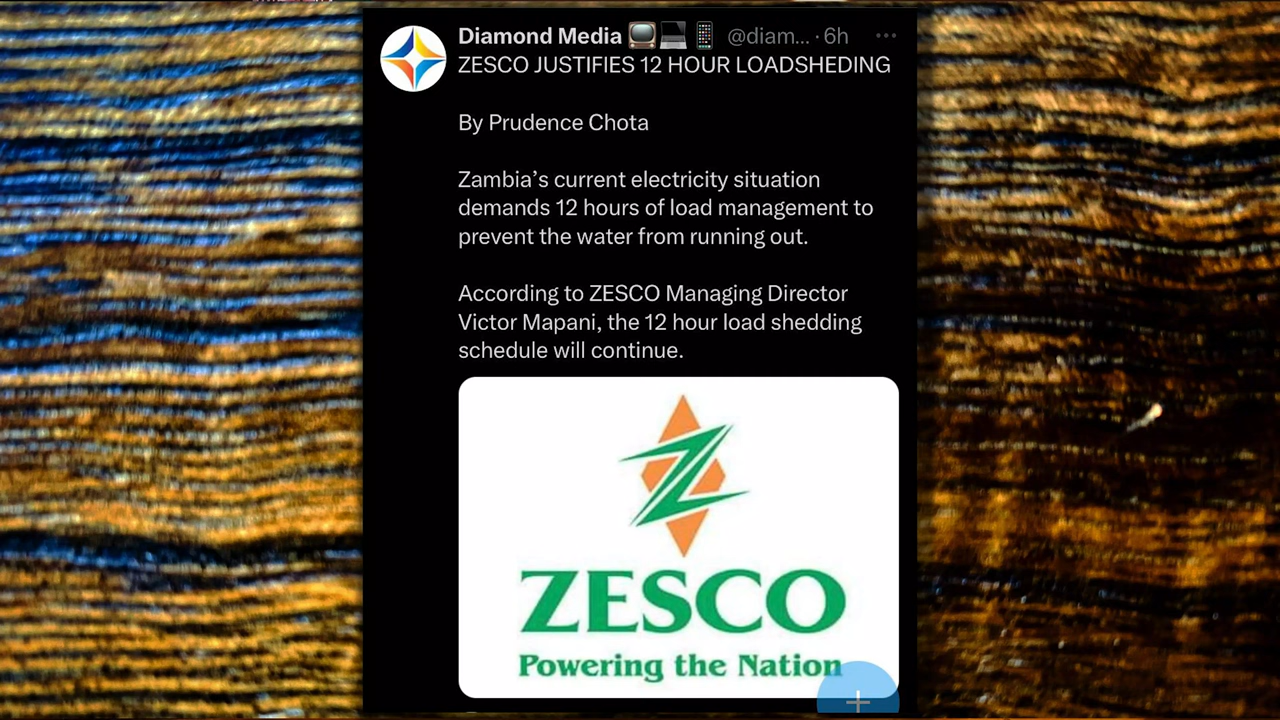 Diamond Media 📺💻📱 @diam... · 6h ...
ZESCO JUSTIFIES 12 HOUR LOADSHEDING
By Prudence Chota
Zambia’s current electricity situation
demands 12 hours of load management to
prevent the water from running out.
According to ZESCO Managing Director
Victor Mapani, the 12 hour load shedding
schedule will continue.
ZESCO
Powering the Nation